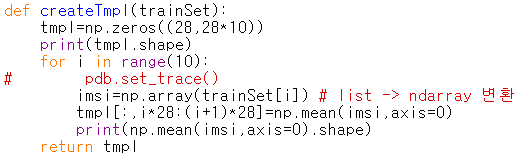 def createTmpl(trainSet):
    tmpl=np.zeros((28,28*10))
    print(tmpl.shape)
    for i in range(10):
#        pdb.set_trace()
        imsi=np.array(trainSet[i]) # list -> ndarray 변환
        tmpl[:,i*28:(i+1)*28]=np.mean(imsi,axis=0)
        print(np.mean(imsi,axis=0).shape)
    return tmpl